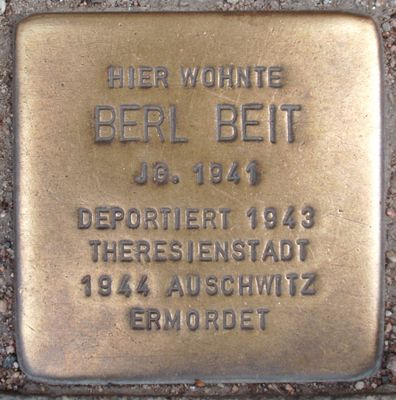 HIER WOHNTE
BERL BEIT
JG. 1941
DEPORTIERT 1943
THERESIENSTADT
1944 AUSCHWITZ
ERMORDET